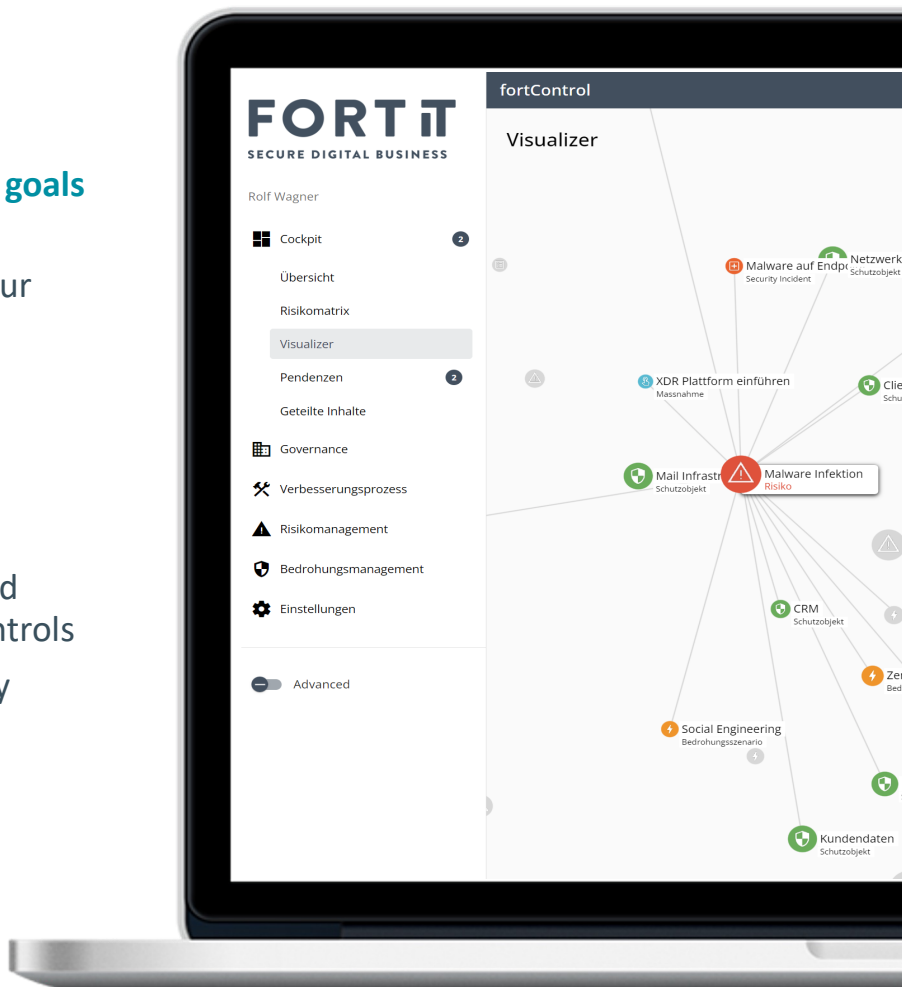 goals
ur
d
ntrols
y
FORT IT
SECURE DIGITAL BUSINESS
Rolf Wagner
Cockpit 2
Übersicht
Risikomatrix
Visualizer
Pendenzen 2
Geteilte Inhalte
Governance
Verbesserungsprozess
Risikomanagement
Bedrohungsmanagement
Einstellungen
Advanced
fortControl
Visualizer
Malware auf Endpo
Security Incident
Netzwerk
Schutzobjekt
XDR Plattform einführen
Massnahme
Clie
Schu
Mail Infrastr
Schutzobjekt
Malware Infektion
Risiko
CRM
Schutzobjekt
Zer
Bed
Social Engineering
Bedrohungsszenario
Kundendaten
Schutzobjekt